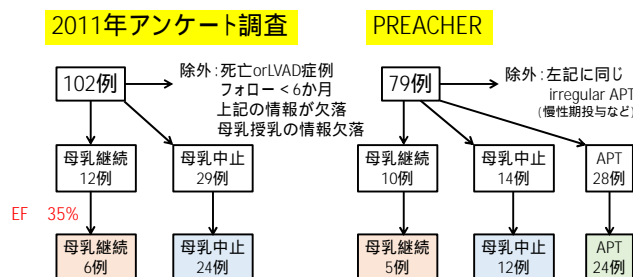 2011年アンケート調査
PREACHER
102例
除外：死亡orLVAD症例
フォロー＜6か月
上記の情報が欠落
母乳授乳の情報欠落
79例
除外：左記に同じ
irregular APT
(慢性期投与など)
母乳継続
12例
母乳中止
29例
母乳継続
10例
母乳中止
14例
APT
28例
EF 35%
母乳継続
6例
母乳中止
24例
母乳継続
5例
母乳中止
12例
APT
24例